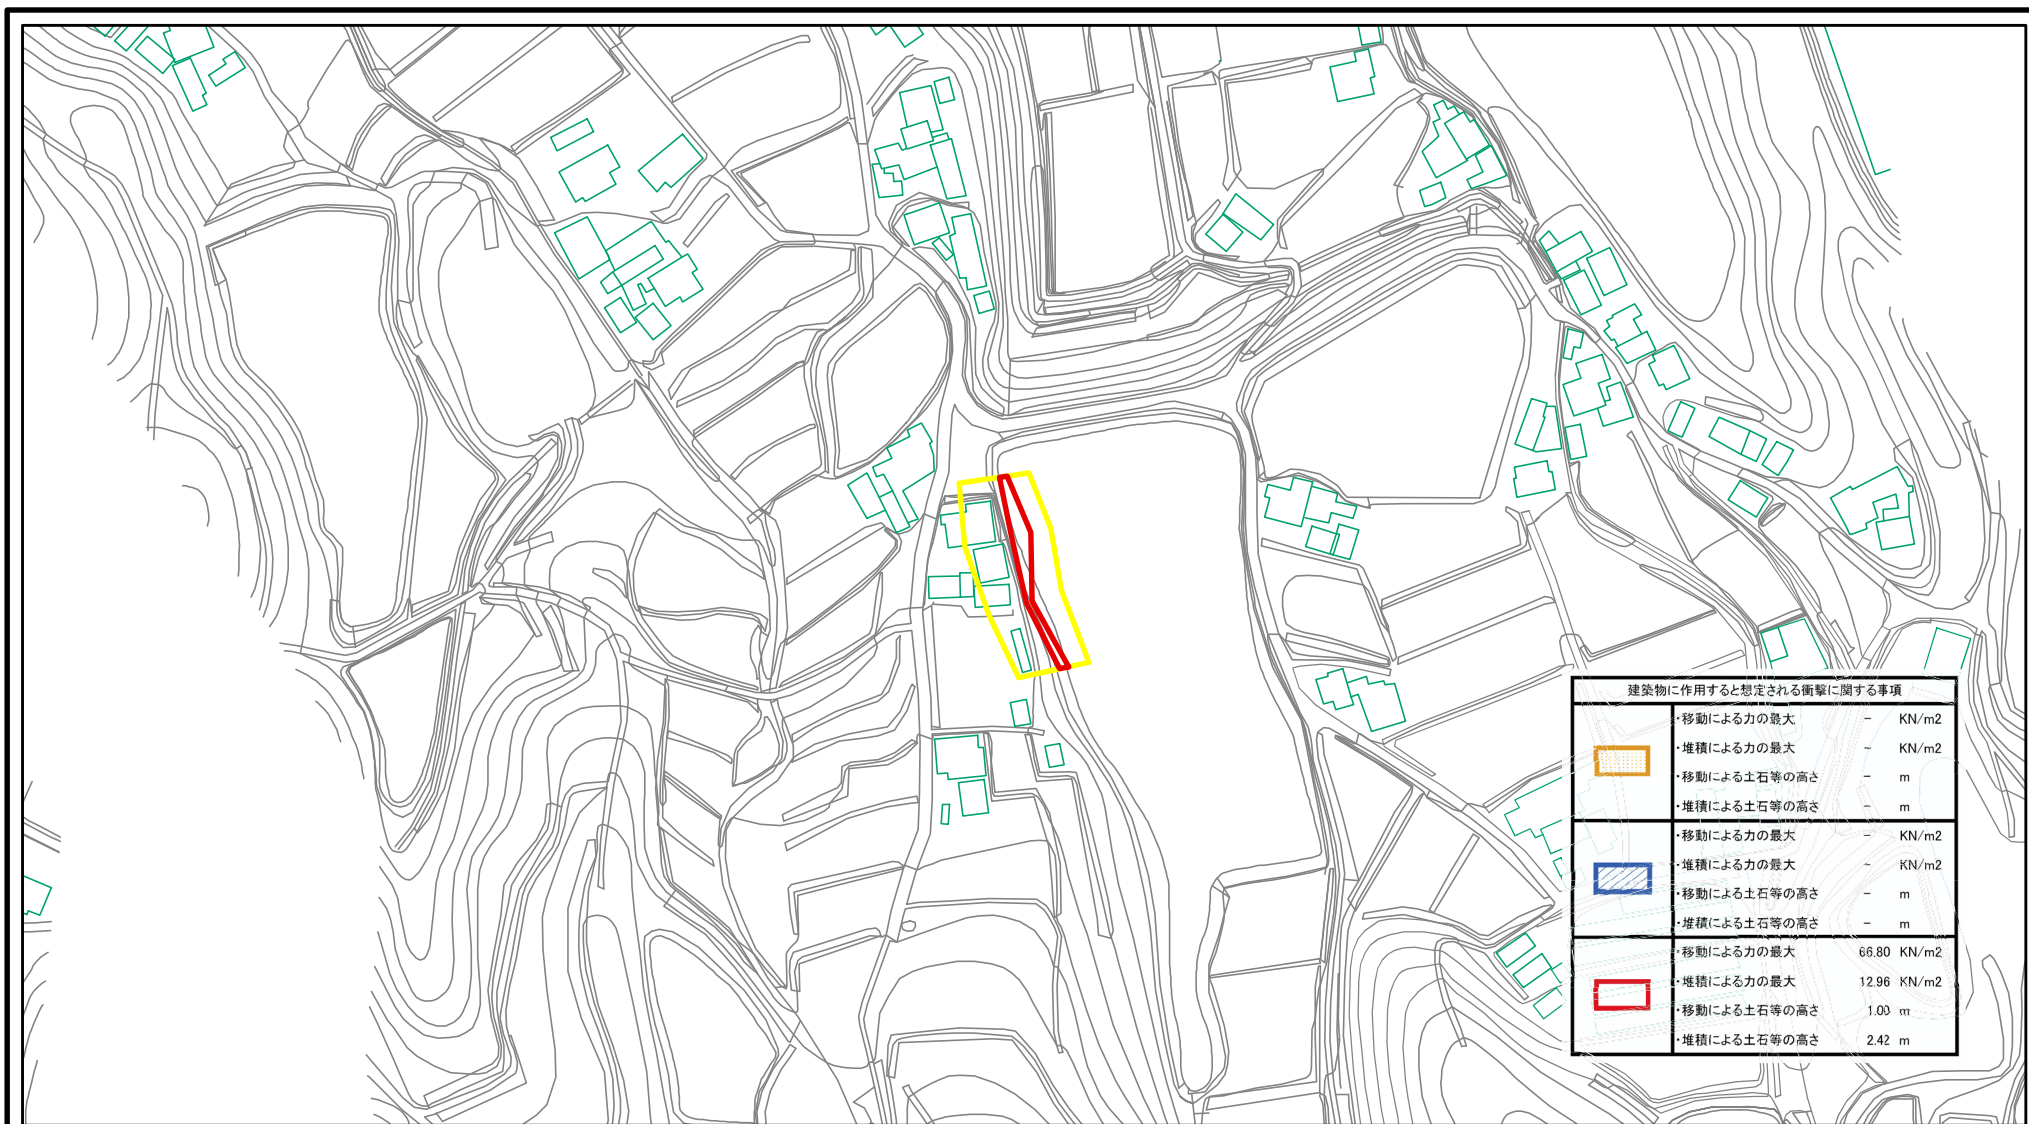 建築物に作用すると想定される衝撃に関する事項
・移動による力の最大 - KN/m2
・堆積による力の最大 - KN/m2
・移動による土石等の高さ - m
・堆積による土石等の高さ - m
・移動による力の最大 - KN/m2
・堆積による力の最大 - KN/m2
・移動による土石等の高さ - m
・堆積による土石等の高さ - m
・移動による力の最大 66.80 KN/m2
・堆積による力の最大 12.96 KN/m2
・移動による土石等の高さ 1.00 m
・堆積による土石等の高さ 2.42 m